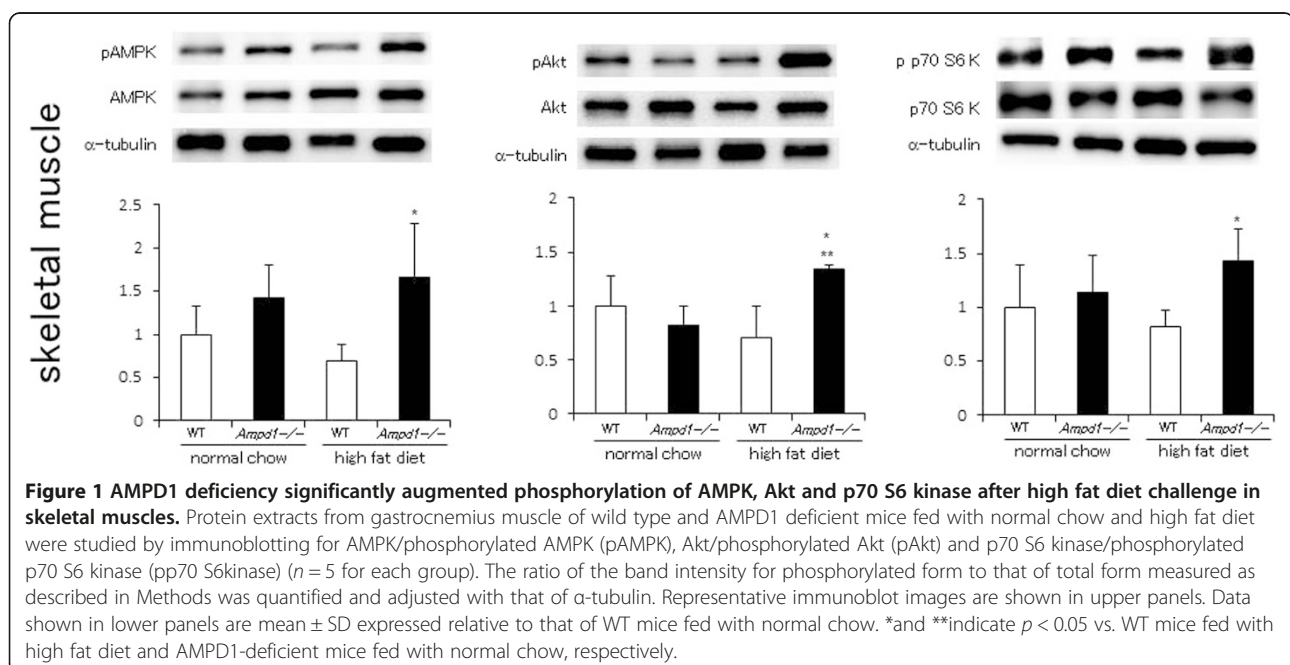 skeletal muscle
pAMPK
AMPK
α-tubulin
2.5
2
1.5
1
0.5
0
*
WT Ampd1−/− WT Ampd1−/−
normal chow high fat diet
pAkt
Akt
α-tubulin
2
1.5
1
0.5
0
*
**
WT Ampd1−/− WT Ampd1−/−
normal chow high fat diet
p p70 S6 K
p70 S6 K
α-tubulin
2
1.5
1
0.5
0
*
WT Ampd1−/− WT Ampd1−/−
normal chow high fat diet
Figure 1 AMPD1 deficiency significantly augmented phosphorylation of AMPK, Akt and p70 S6 kinase after high fat diet challenge in
skeletal muscles. Protein extracts from gastrocnemius muscle of wild type and AMPD1 deficient mice fed with normal chow and high fat diet
were studied by immunoblotting for AMPK/phosphorylated AMPK (pAMPK), Akt/phosphorylated Akt (pAkt) and p70 S6 kinase/phosphorylated
p70 S6 kinase (pp70 S6kinase) (n = 5 for each group). The ratio of the band intensity for phosphorylated form to that of total form measured as
described in Methods was quantified and adjusted with that of α-tubulin. Representative immunoblot images are shown in upper panels. Data
shown in lower panels are mean ± SD expressed relative to that of WT mice fed with normal chow. *and **indicate p < 0.05 vs. WT mice fed with
high fat diet and AMPD1-deficient mice fed with normal chow, respectively.